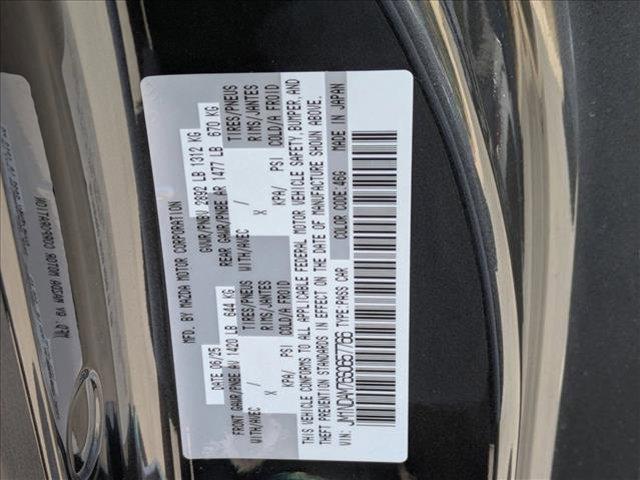 MFD. BY MAZDA MOTOR CORPORATION
DATE 06/25 GVWR/PNBV 2892 LB 1312 KG
FRONT GAWR/PNBE AV 1420 LB 644 KG REAR GAWR/PNBE AR 1477 LB 670 KG
WITH/AVEC TIRES/PNEUS WITH/AVEC TIRES/PNEUS
X RIMS/JANTES X RIMS/JANTES
KPA/ PSI COLD/A FROID KPA/ PSI COLD/A FROID
THIS VEHICLE CONFORMS TO ALL APPLICABLE FEDERAL MOTOR VEHICLE SAFETY, BUMPER, AND
THEFT PREVENTION STANDARDS IN EFFECT ON THE DATE OF MANUFACTURE SHOWN ABOVE.
VIN: TYPE:PASS CAR COLOR CODE:46G MADE IN JAPAN